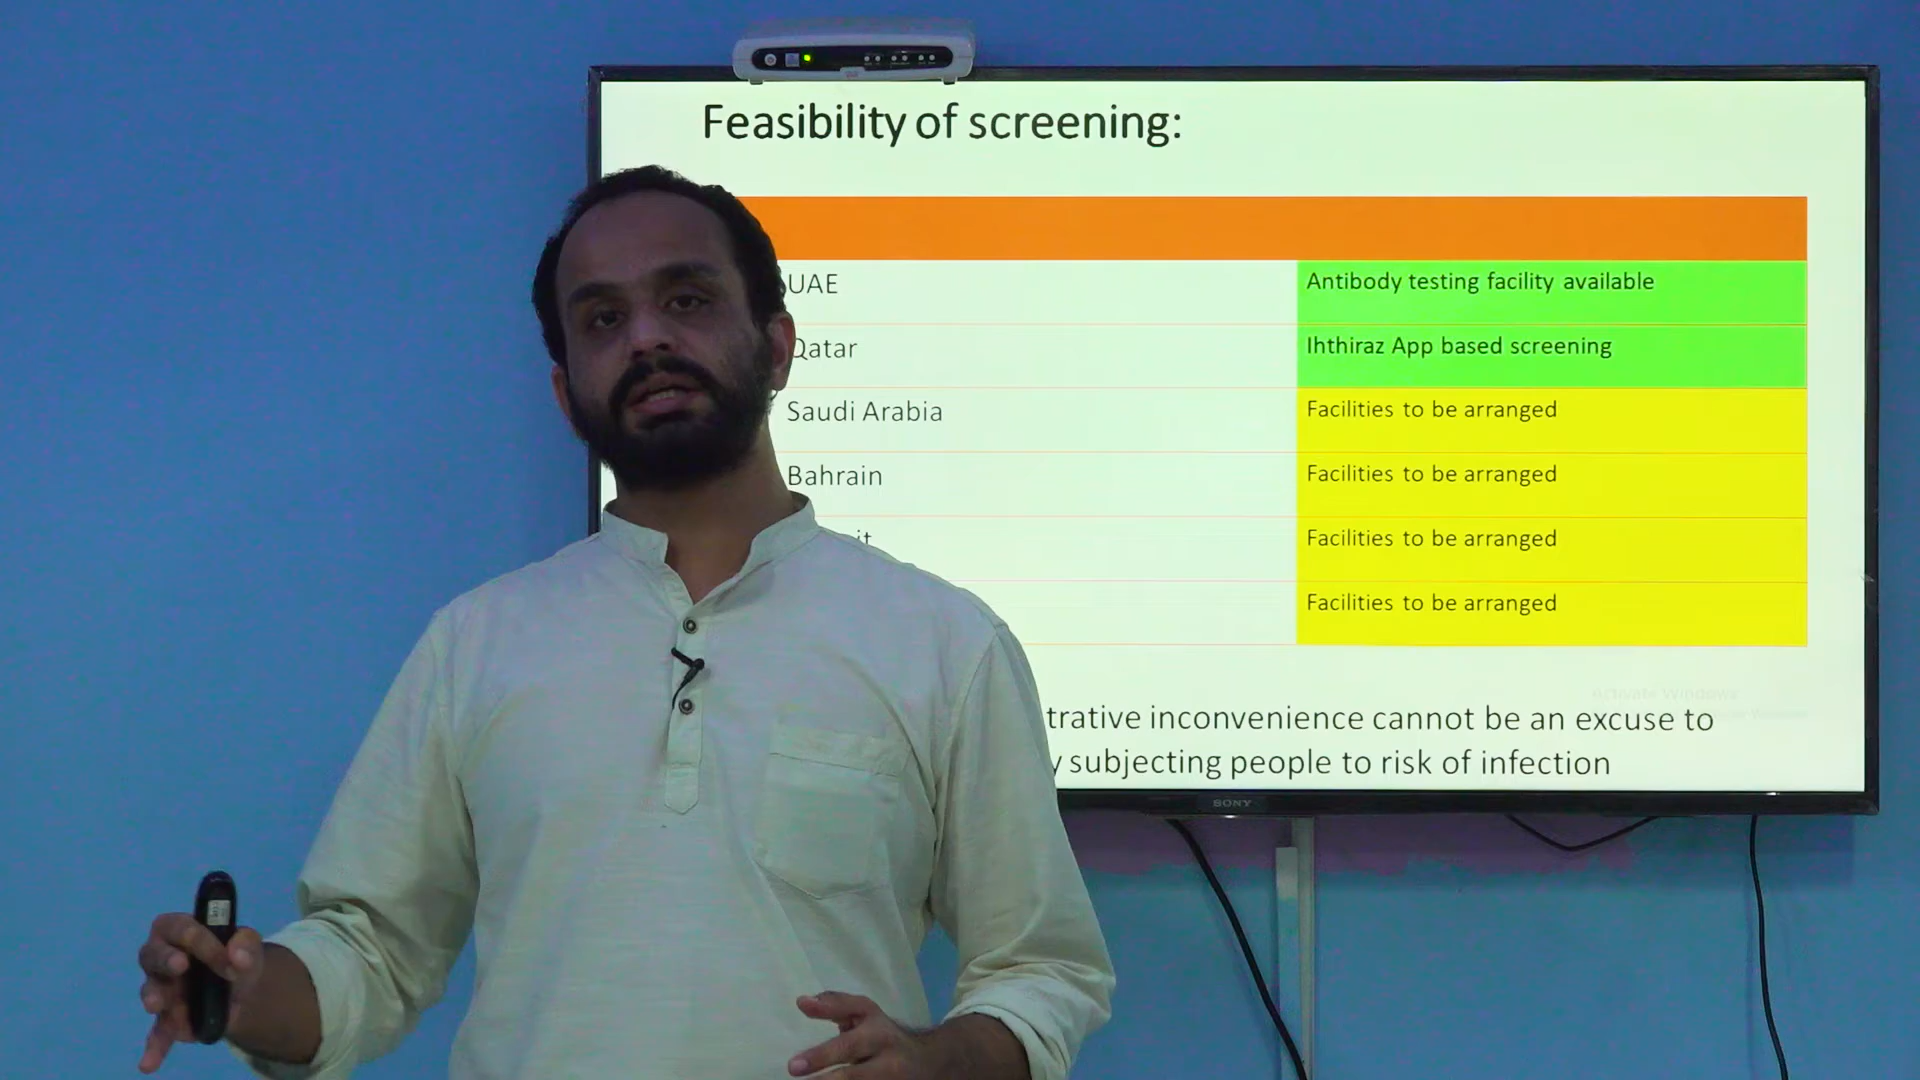 Feasibility of screening:
UAE Antibody testing facility available
Qatar Ihthiraz App based screening
Saudi Arabia Facilities to be arranged
Bahrain Facilities to be arranged
Facilities to be arranged
Facilities to be arranged
Activate Windows
inconvenience cannot be an excuse to
subjecting people to risk of infection
SONY